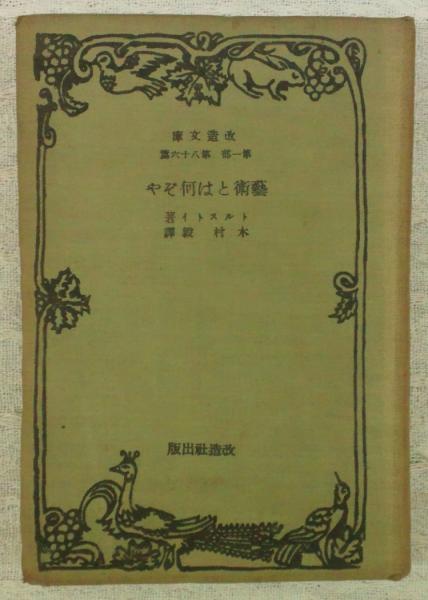 改造文庫
第一部 第八十六篇
藝術とは何ぞや
トルストイ著
木村毅譯
改造社出版